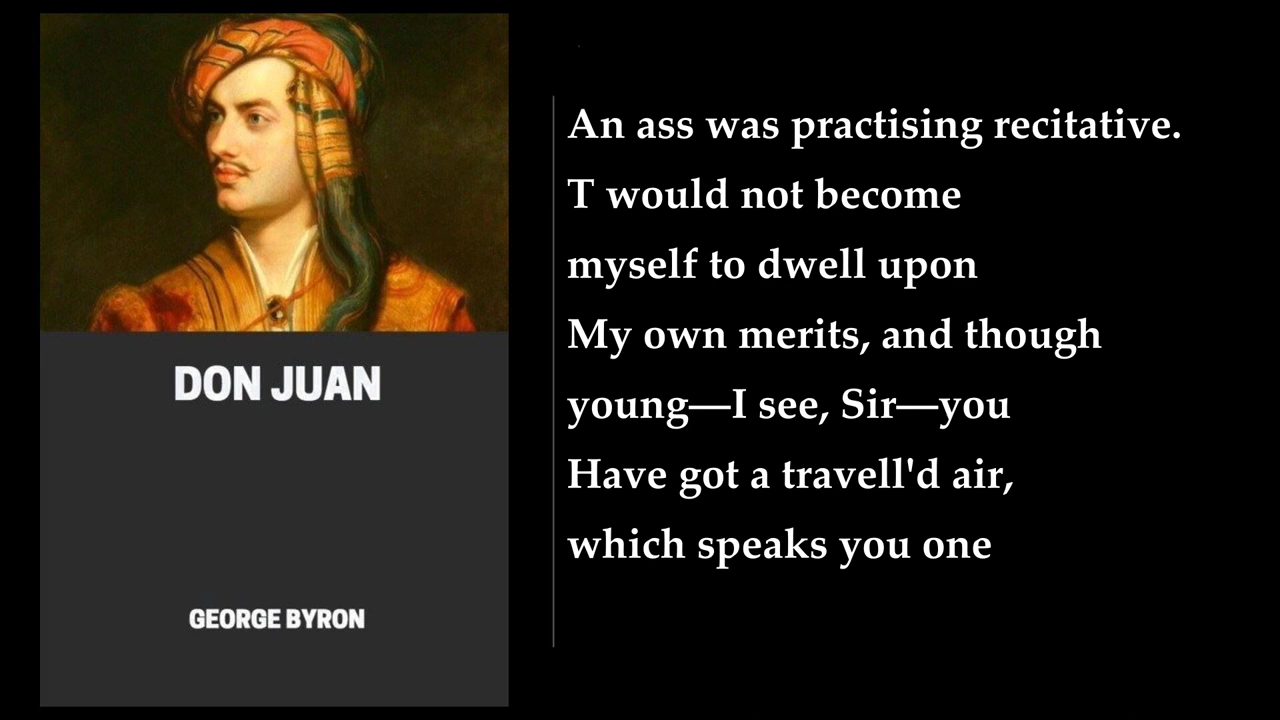 DON JUAN
GEORGE BYRON
An ass was practising recitative.
T would not become
myself to dwell upon
My own merits, and though
young—I see, Sir—you
Have got a travell'd air,
which speaks you one